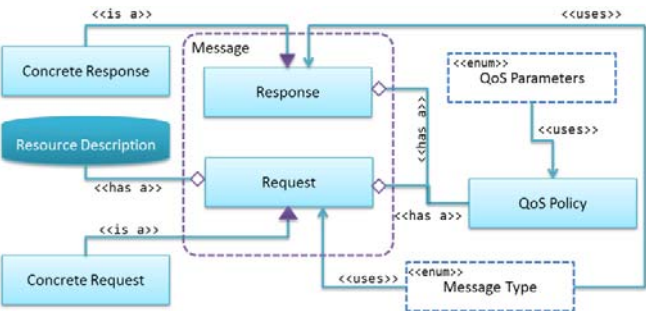 <<is a>>
<<uses>>
Message
Concrete Response
Response
<<enum>>
QoS Parameters
<<has a>>
<<uses>>
Resource Description
<<has a>>
Request
<<has a>>
QoS Policy
<<is a>>
Concrete Request
<<uses>>
<<enum>>
Message Type